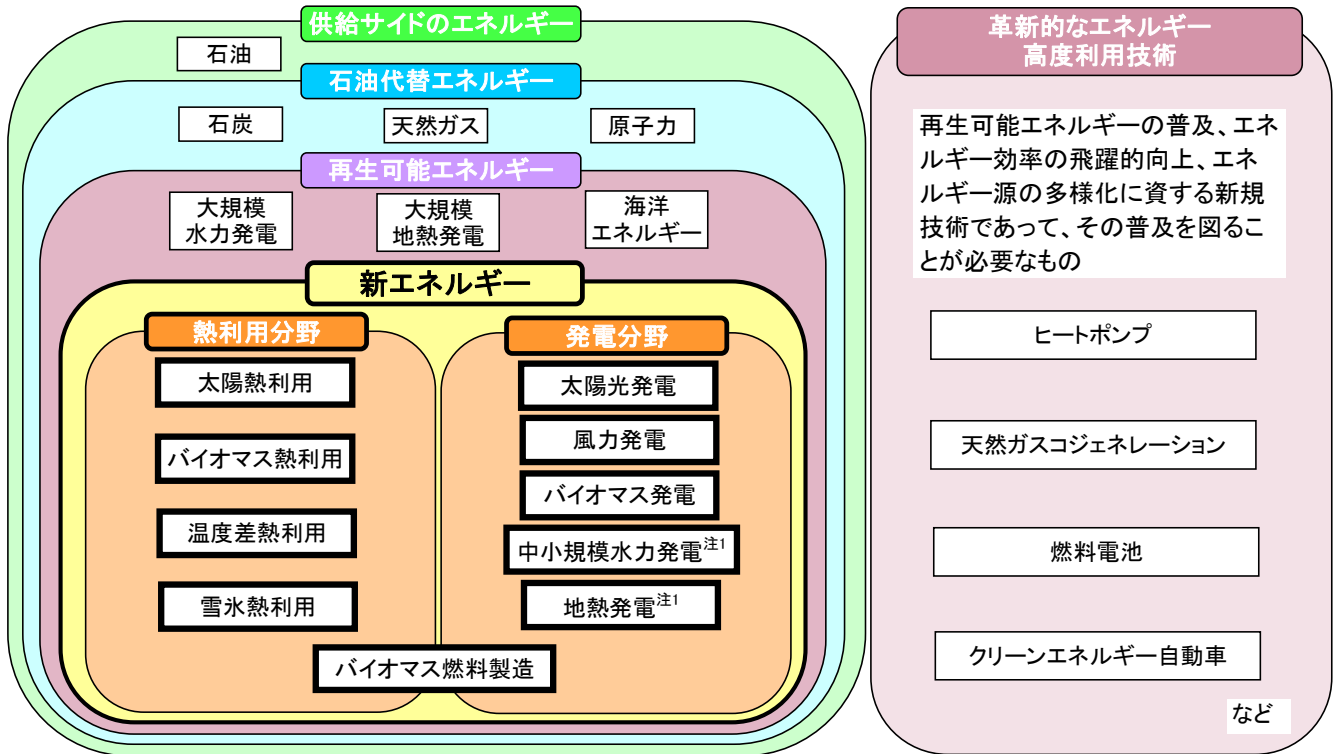 供給サイドのエネルギー
石油
石油代替エネルギー
石炭
天然ガス
原子力
再生可能エネルギー
大規模
水力発電
大規模
地熱発電
海洋
エネルギー
新エネルギー
熱利用分野
太陽熱利用
バイオマス熱利用
温度差熱利用
雪氷熱利用
発電分野
太陽光発電
風力発電
バイオマス発電
中小規模水力発電注1
地熱発電注1
バイオマス燃料製造
革新的なエネルギー
高度利用技術
再生可能エネルギーの普及、エネ
ルギー効率の飛躍的向上、エネ
ルギー源の多様化に資する新規
技術であって、その普及を図るこ
とが必要なもの
ヒートポンプ
天然ガスコジェネレーション
燃料電池
クリーンエネルギー自動車
など